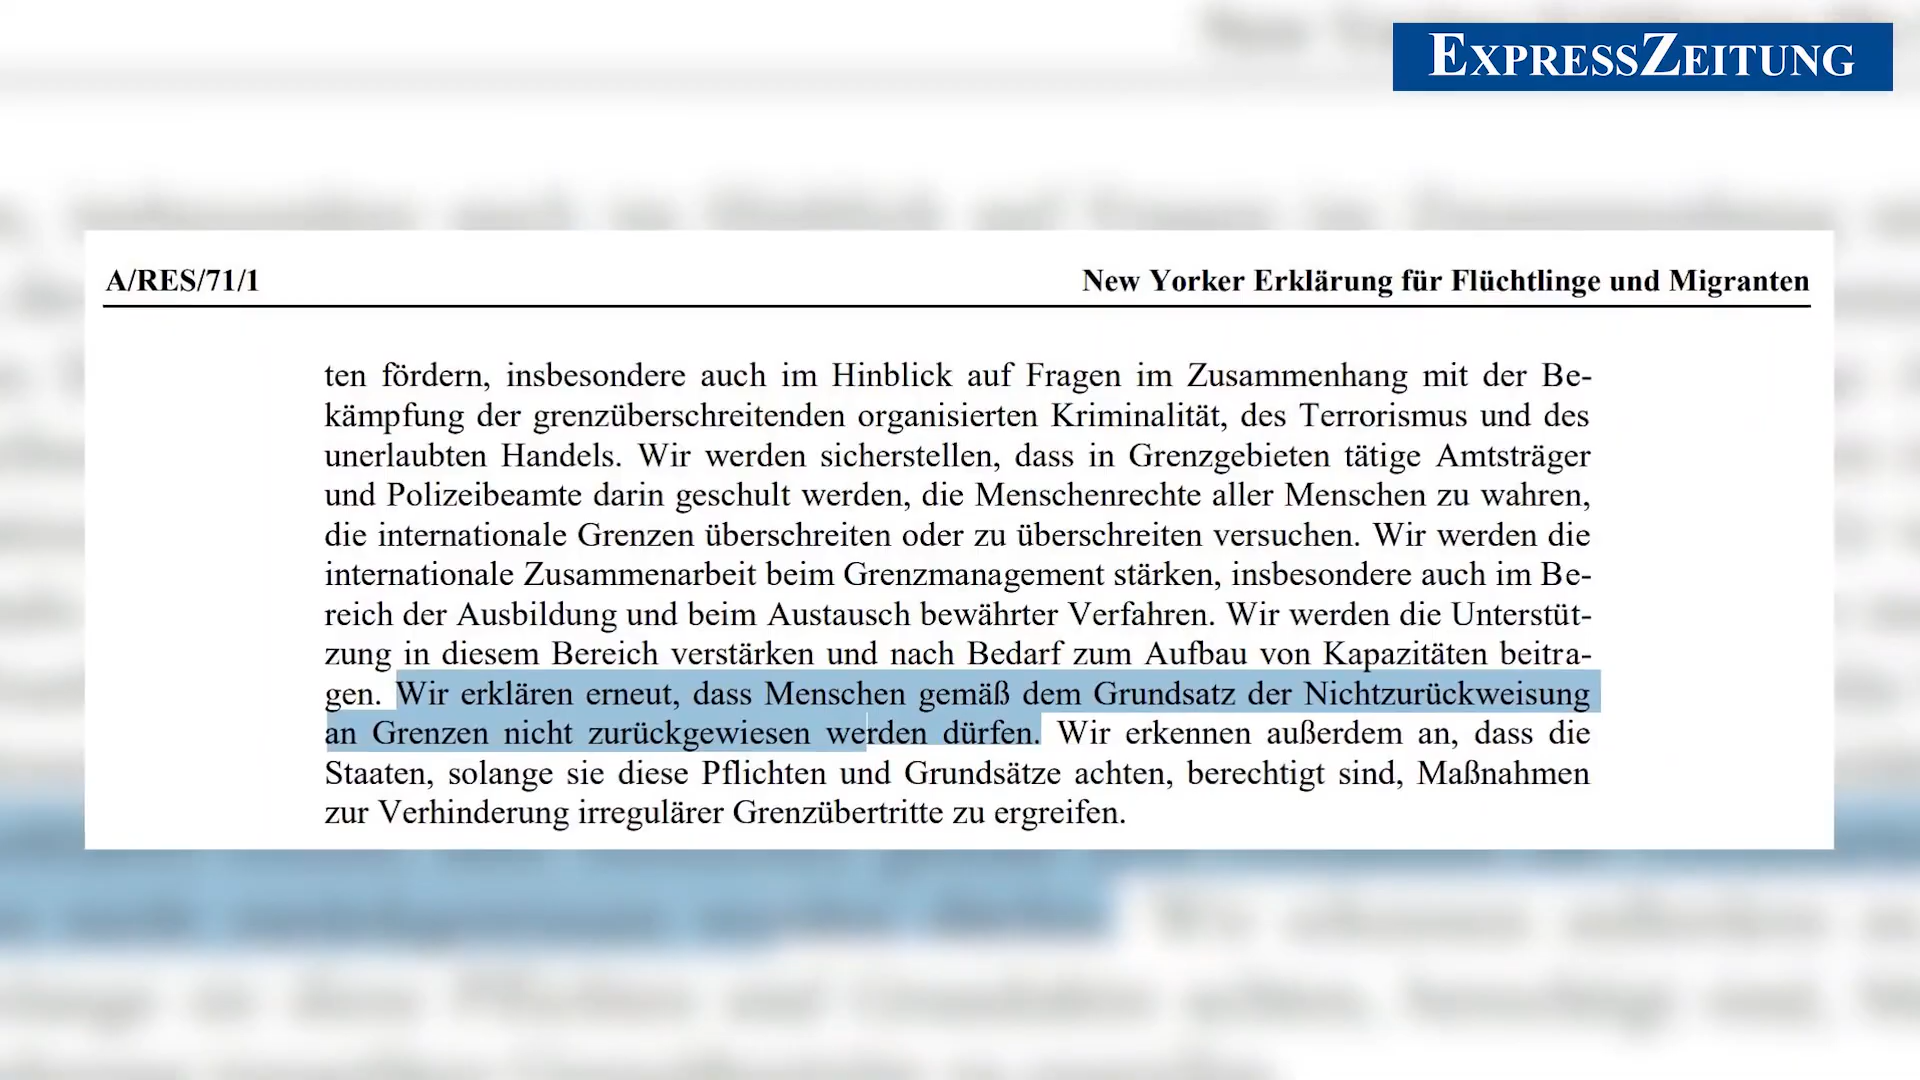 EXPRESSZEITUNG
A/RES/71/1 New Yorker Erklärung für Flüchtlinge und Migranten
ten fördern, insbesondere auch im Hinblick auf Fragen im Zusammenhang mit der Be-
kämpfung der grenzüberschreitenden organisierten Kriminalität, des Terrorismus und des
unerlaubten Handels. Wir werden sicherstellen, dass in Grenzgebieten tätige Amtsträger
und Polizeibeamte darin geschult werden, die Menschenrechte aller Menschen zu wahren,
die internationale Grenzen überschreiten oder zu überschreiten versuchen. Wir werden die
internationale Zusammenarbeit beim Grenzmanagement stärken, insbesondere auch im Be-
reich der Ausbildung und beim Austausch bewährter Verfahren. Wir werden die Unterstüt-
zung in diesem Bereich verstärken und nach Bedarf zum Aufbau von Kapazitäten beitra-
gen. Wir erklären erneut, dass Menschen gemäß dem Grundsatz der Nichtzurückweisung
an Grenzen nicht zurückgewiesen werden dürfen. Wir erkennen außerdem an, dass die
Staaten, solange sie diese Pflichten und Grundsätze achten, berechtigt sind, Maßnahmen
zur Verhinderung irregulärer Grenzübertritte zu ergreifen.